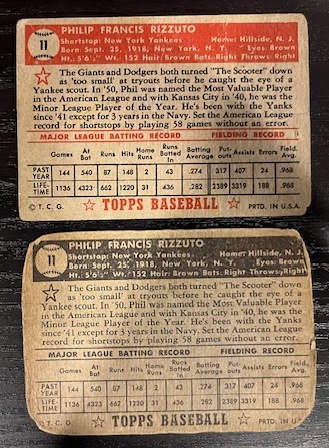 11
PHILIP FRANCIS RIZZUTO
Shortstop: New York Yankees Home: Hillside, N. J.
Born: Sept. 25, 1918, New York, N. Y. Eyes: Brown
Ht: 5'6½" Wt: 152 Hair: Brown Bats: Right Throws: Right
The Giants and Dodgers both turned "The Scooter" down
as 'too small' at tryouts before he caught the eye of a
Yankee scout. In '50, Phil was named the Most Valuable Player
in the American League and with Kansas City in '40, he was the
Minor League Player of the Year. He's been with the Yanks
since '41 except for 3 years in the Navy. Set the American League
record for shortstops by playing 58 games without an error.
MAJOR LEAGUE BATTING RECORD FIELDING RECORD
Games At Bat Runs Hits Runs Batted In Batting Avg. Put-outs Assists Errors Field. Avg.
PAST YEAR 144 540 87 148 2 43 .274 317 407 24 .968
LIFE-TIME 1136 4323 662 1220 31 436 .282 2389 3319 188 .968
© T. C. G. TOPPS BASEBALL PRTD. IN U.S.A.
11
PHILIP FRANCIS RIZZUTO
Shortstop: New York Yankees Home: Hillside, N. J.
Born: Sept. 25, 1918, New York, N. Y. Eyes: Brown
Ht: 5'6½" Wt: 152 Hair: Brown Bats: Right Throws: Right
The Giants and Dodgers both turned "The Scooter" down
as 'too small' at tryouts before he caught the eye of a
Yankee scout. In '50, Phil was named the Most Valuable Player
in the American League and with Kansas City in '40, he was the
Minor League Player of the Year. He's been with the Yanks
since '41 except for 3 years in the Navy. Set the American League
record for shortstops by playing 58 games without an error.
MAJOR LEAGUE BATTING RECORD FIELDING RECORD
Games At Bat Runs Hits Runs Batted In Batting Avg. Put-outs Assists Errors Field. Avg.
PAST YEAR 144 540 87 148 2 43 .274 317 407 24 .968
LIFE-TIME 1136 4323 662 1220 31 436 .282 2389 3319 188 .968
© T. C. G. TOPPS BASEBALL PRTD. IN U.S.A.